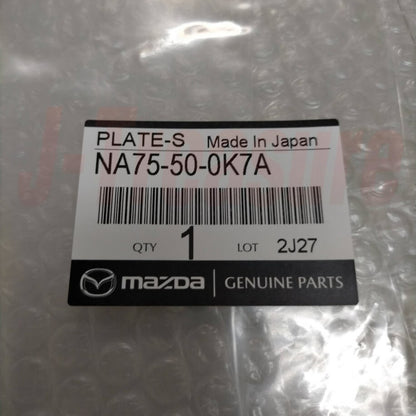 PLATE-S Made In Japan
NA75-50-0K7A
QTY 1 LOT 2J27
mazda GENUINE PARTS